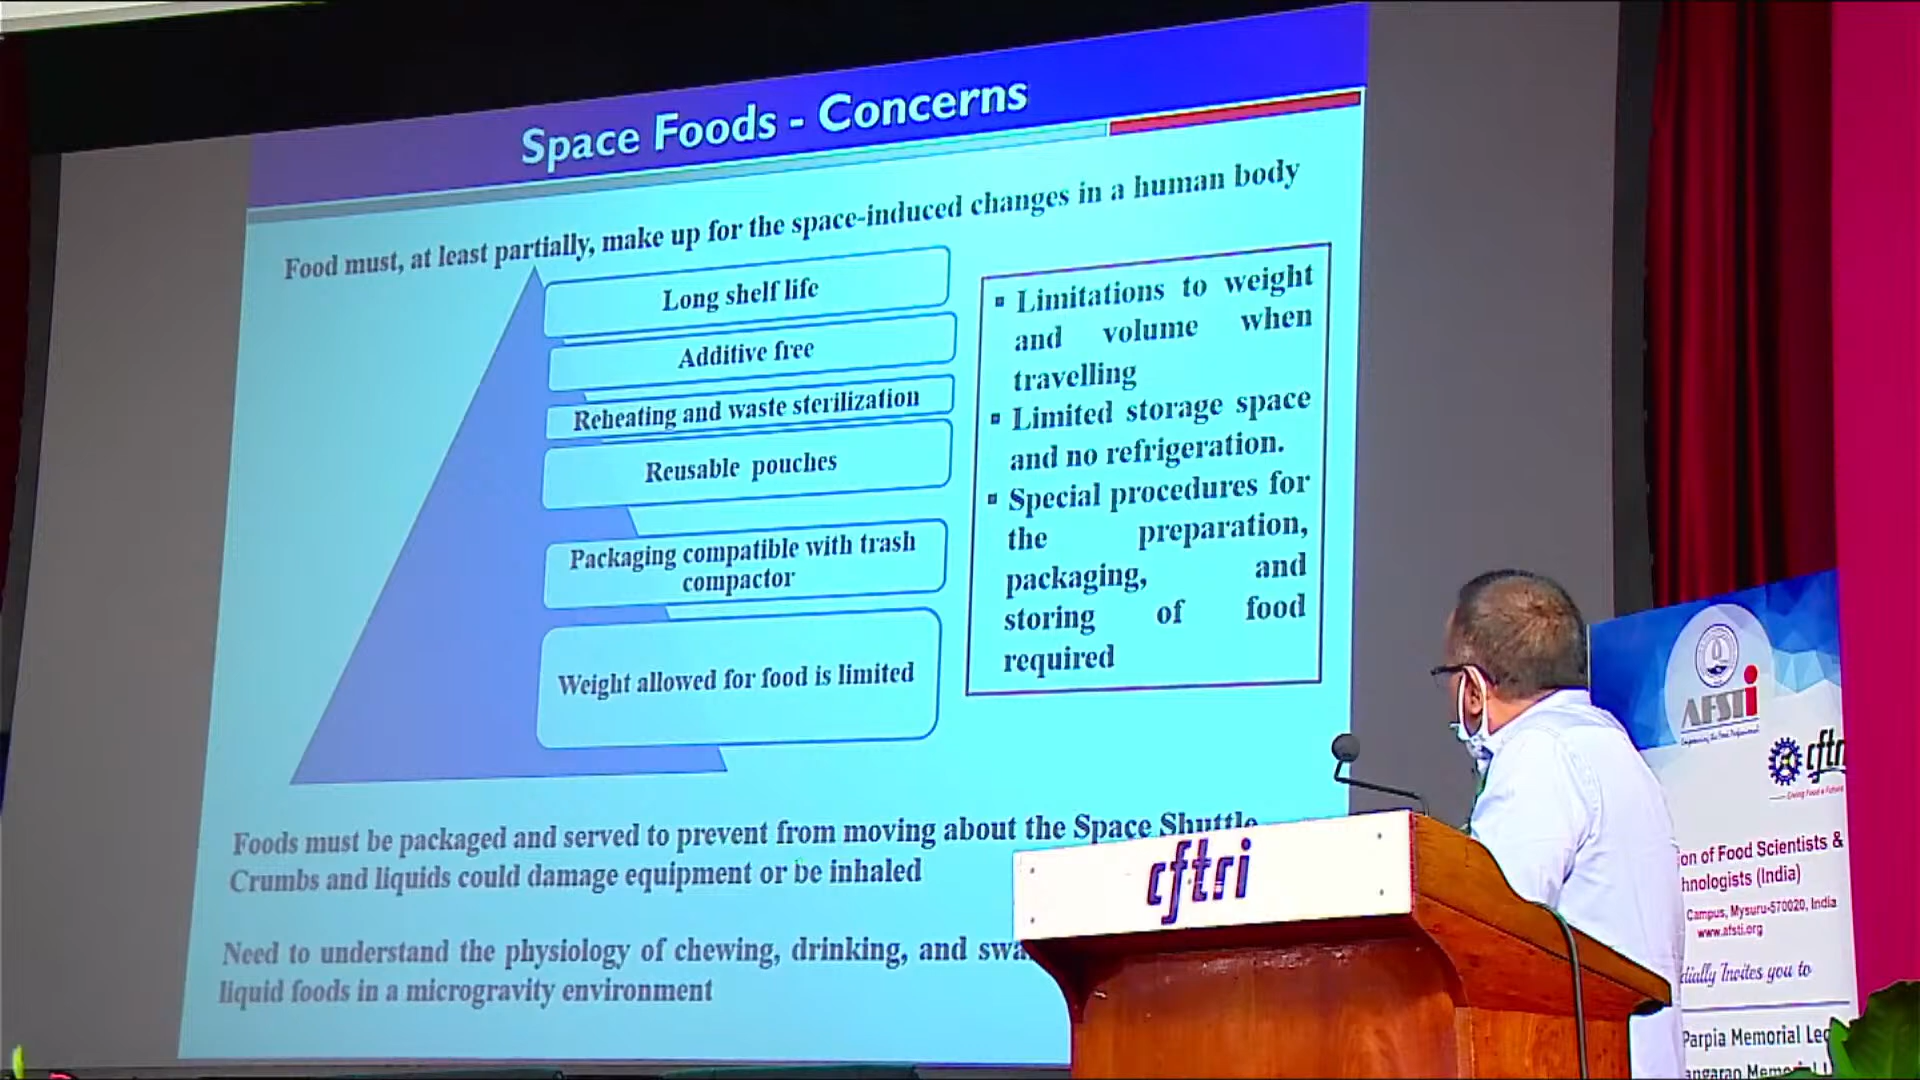 Space Foods - Concerns
Food must, at least partially, make up for the space-induced changes in a human body
Long shelf life
Additive free
Reheating and waste sterilization
Reusable pouches
Packaging compatible with trash
compactor
Weight allowed for food is limited
▪ Limitations to weight
and volume when
travelling
▪ Limited storage space
and no refrigeration.
▪ Special procedures for
the preparation,
packaging, and
storing of food
required
Foods must be packaged and served to prevent from moving about the Space Shuttle
Crumbs and liquids could damage equipment or be inhaled
Need to understand the physiology of chewing, drinking, and swa
liquid foods in a microgravity environment
cftri
AFSTi
cftri
on of Food Scientists &
hnologists (India)
Campus, Mysuru-570020, India
www.afsti.org
dially Invites you to
Parpia Memorial Lec
angarao Memorial L